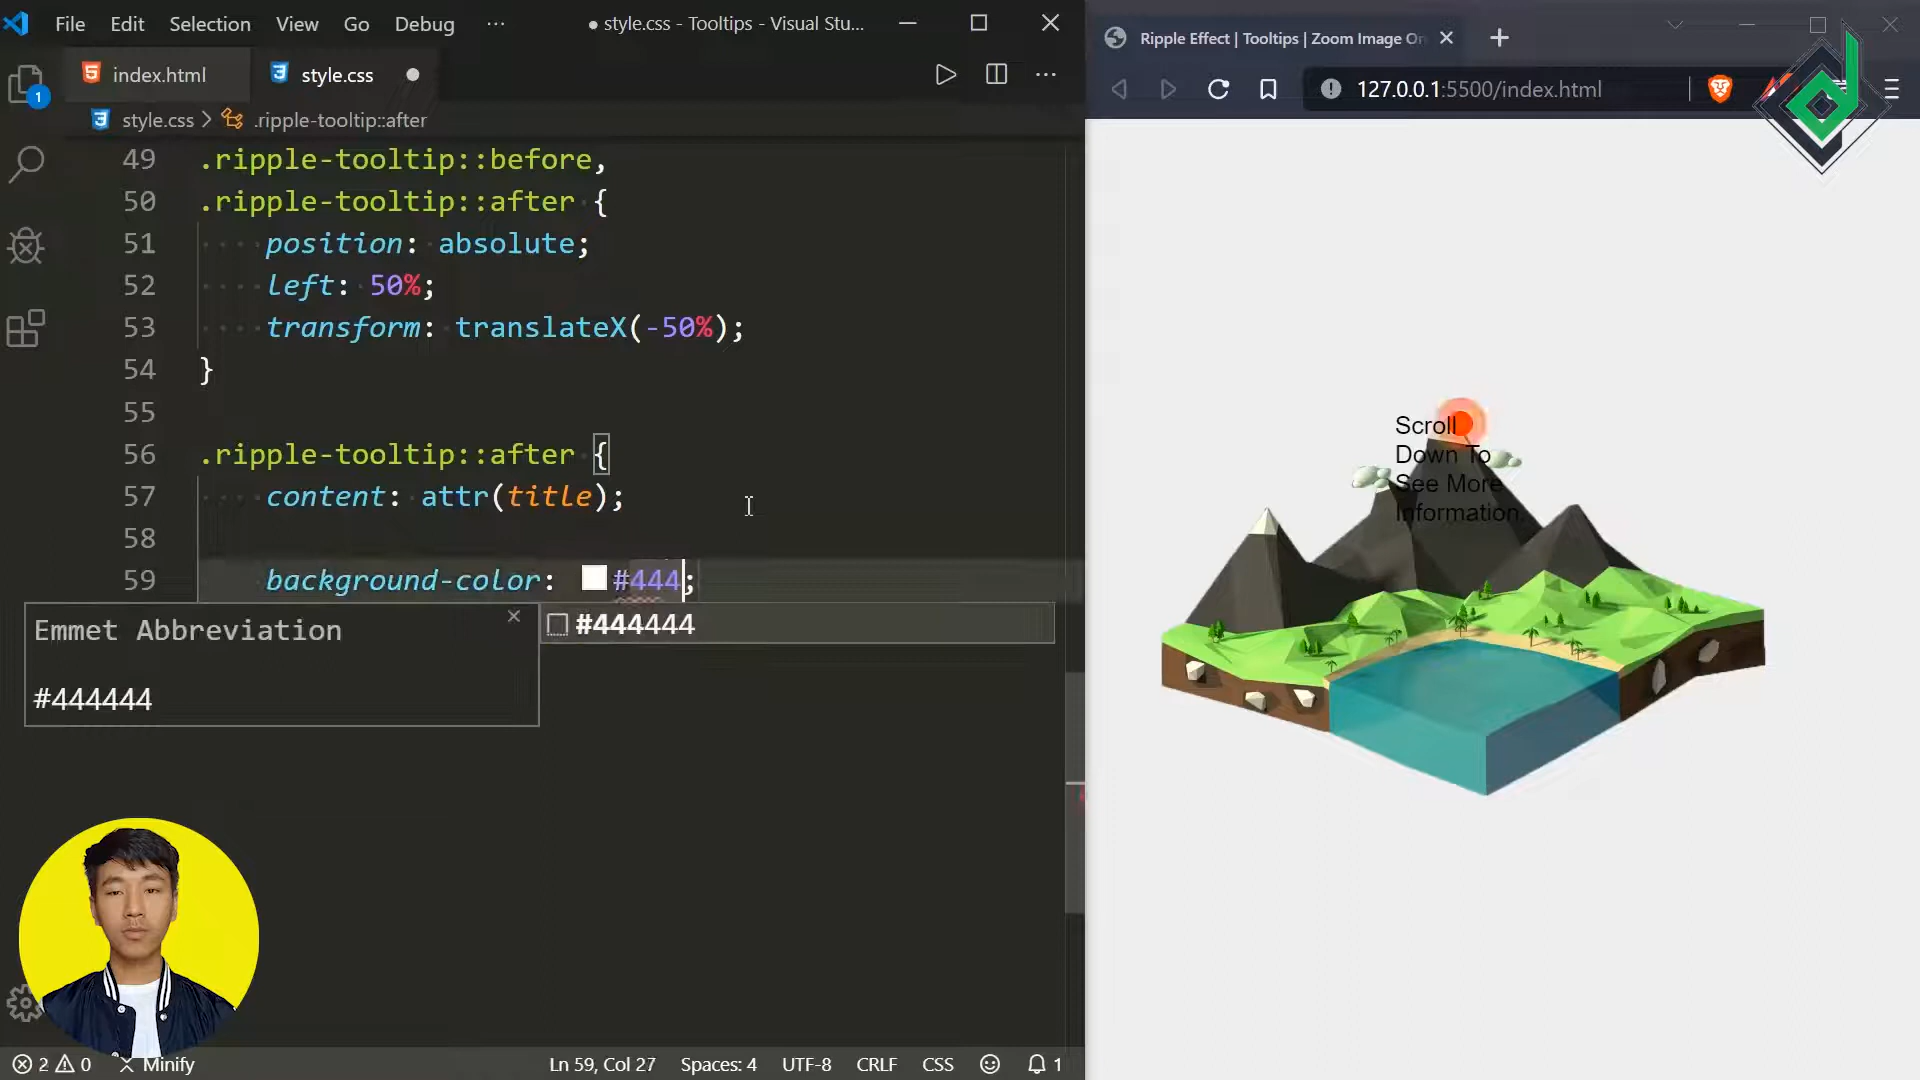 File Edit Selection View Go Debug ··· ● style.css - Tooltips - Visual Stu...
index.html style.css
style.css > .ripple-tooltip::after
49 .ripple-tooltip::before,
50 .ripple-tooltip::after {
51 position: absolute;
52 left: 50%;
53 transform: translateX(-50%);
54 }
55
56 .ripple-tooltip::after {
57 content: attr(title);
58
59 background-color: #444;
Emmet Abbreviation
#444444
#444444
1
2 0 Minify Ln 59, Col 27 Spaces: 4 UTF-8 CRLF CSS 1
Ripple Effect | Tooltips | Zoom Image On
127.0.0.1:5500/index.html
Scroll
Down To
See More
Information.